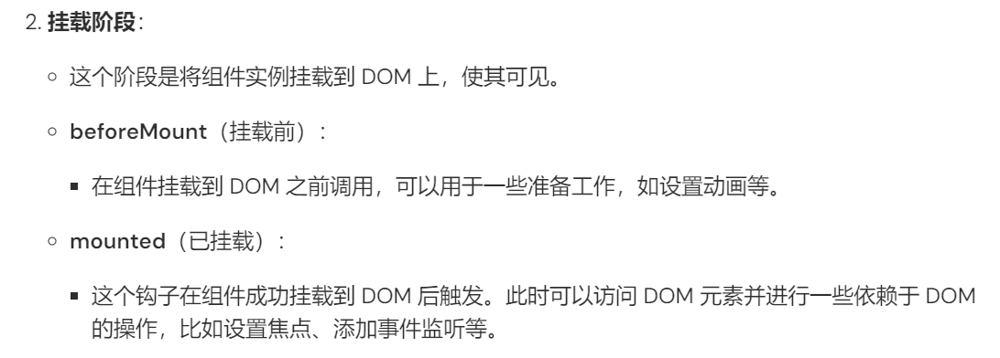 2. 挂载阶段：
这个阶段是将组件实例挂载到 DOM 上，使其可见。
beforeMount（挂载前）：
在组件挂载到 DOM 之前调用，可以用于一些准备工作，如设置动画等。
mounted（已挂载）：
这个钩子在组件成功挂载到 DOM 后触发。此时可以访问 DOM 元素并进行一些依赖于 DOM
的操作，比如设置焦点、添加事件监听等。